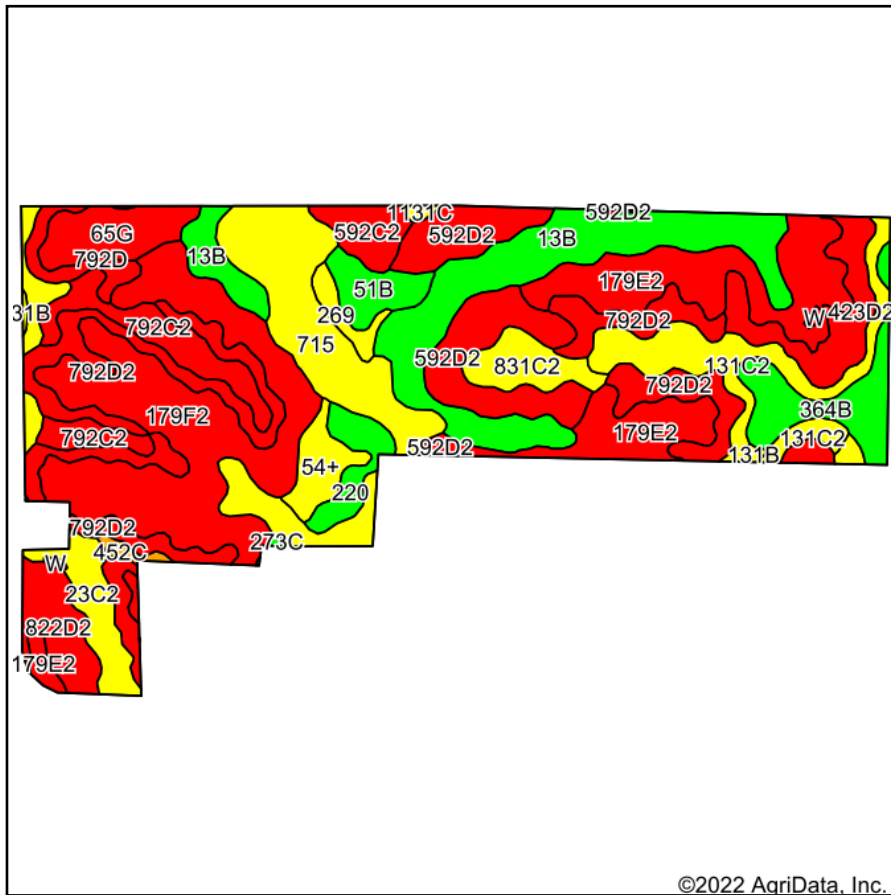 1131C
592D2
65G
592C2
592D2
13B
13B
792D
179E2
51B
31B
269
W
423D2
792C2
792D2
715
592D2
831C2
131C2
792D2
792D2
364B
179F2
792C2
179E2
131C2
592D2
131B
54+
220
792D2
273C
452C
W
23C2
822D2
179E2
©2022 AgriData, Inc.